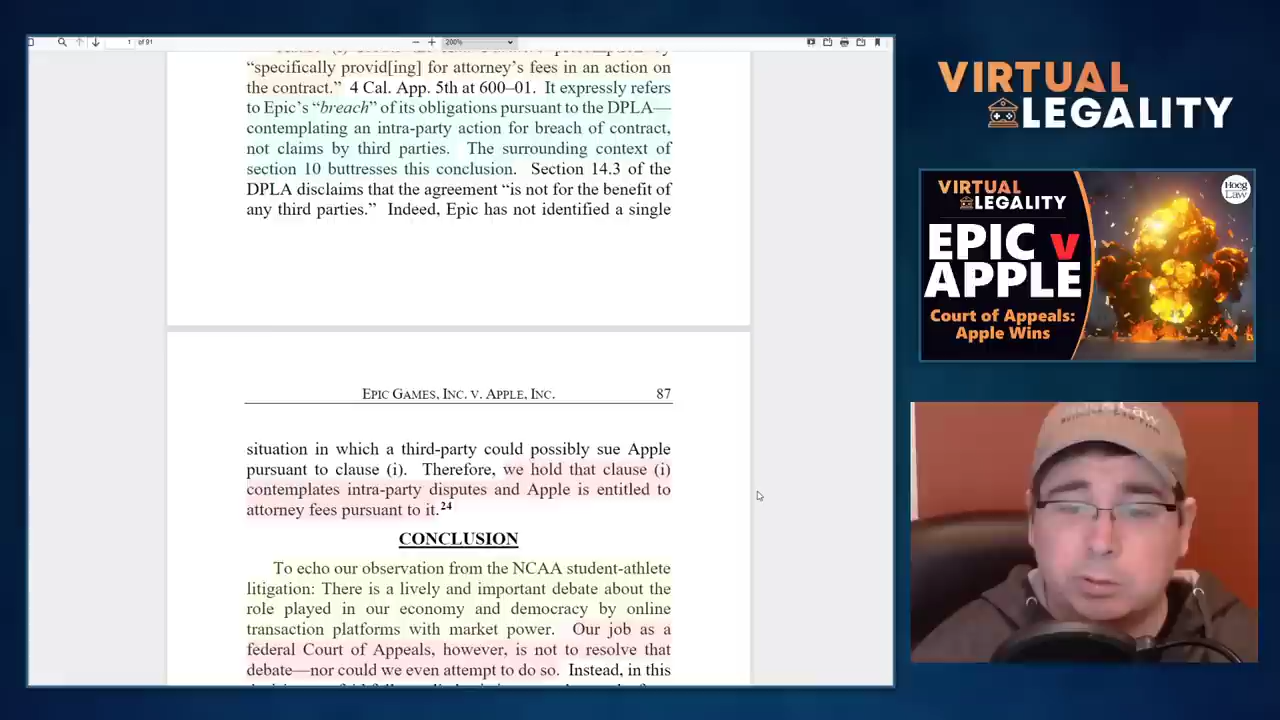 1 of 91
200%
"specifically provid[ing] for attorney's fees in an action on
the contract." 4 Cal. App. 5th at 600–01. It expressly refers
to Epic's "breach" of its obligations pursuant to the DPLA—
contemplating an intra-party action for breach of contract,
not claims by third parties. The surrounding context of
section 10 buttresses this conclusion. Section 14.3 of the
DPLA disclaims that the agreement "is not for the benefit of
any third parties." Indeed, Epic has not identified a single
EPIC GAMES, INC. V. APPLE, INC. 87
situation in which a third-party could possibly sue Apple
pursuant to clause (i). Therefore, we hold that clause (i)
contemplates intra-party disputes and Apple is entitled to
attorney fees pursuant to it.24
CONCLUSION
To echo our observation from the NCAA student-athlete
litigation: There is a lively and important debate about the
role played in our economy and democracy by online
transaction platforms with market power. Our job as a
federal Court of Appeals, however, is not to resolve that
debate—nor could we even attempt to do so. Instead, in this
VIRTUAL
LEGALITY
VIRTUAL
LEGALITY
Hoeg
Law
EPIC v
APPLE
Court of Appeals:
Apple Wins
Law